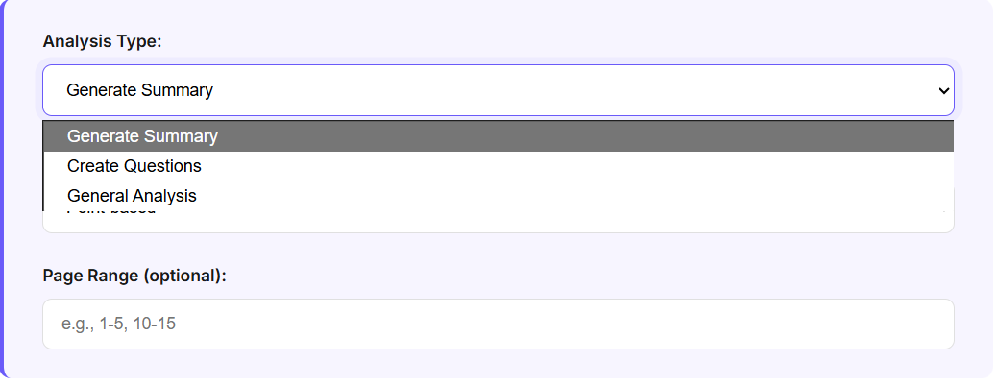 Analysis Type:
Generate Summary
Generate Summary
Create Questions
General Analysis
Page Range (optional):
e.g., 1-5, 10-15